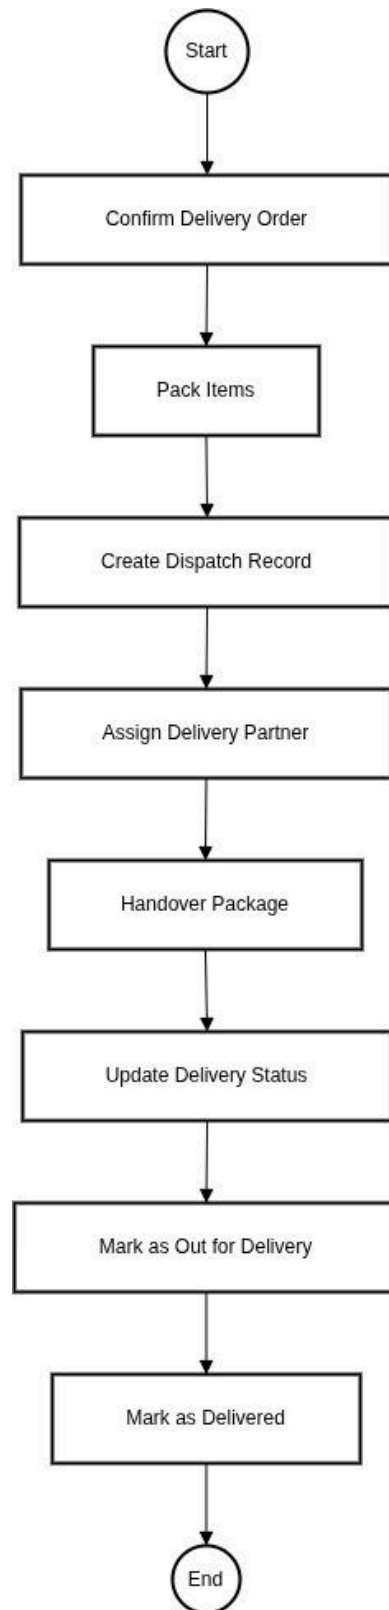 Start
Confirm Delivery Order
Pack Items
Create Dispatch Record
Assign Delivery Partner
Handover Package
Update Delivery Status
Mark as Out for Delivery
Mark as Delivered
End